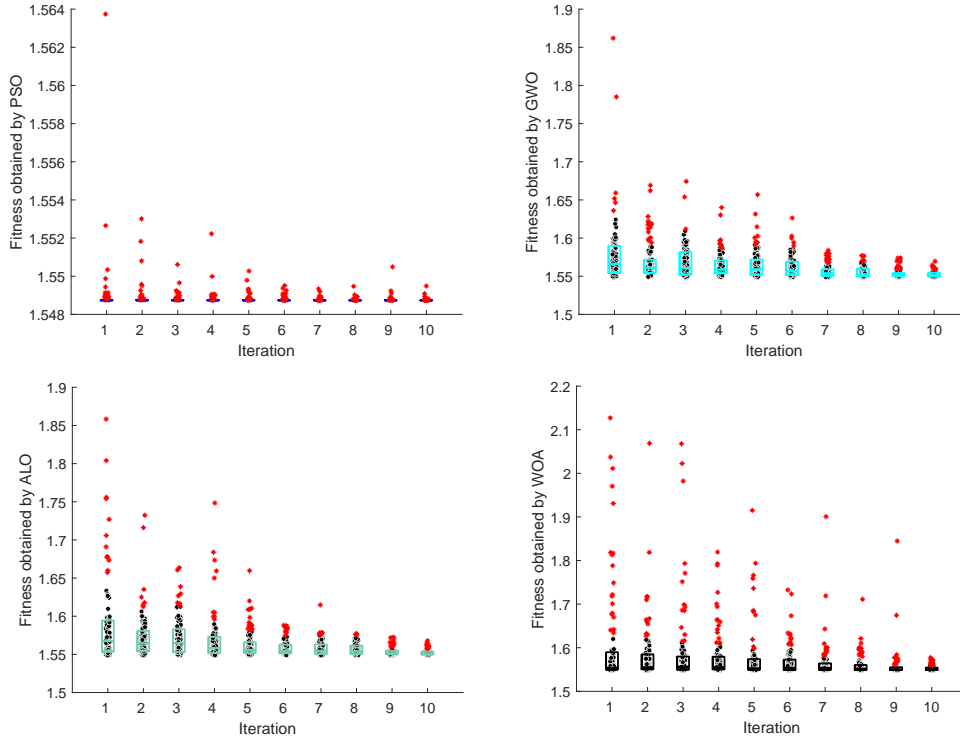 Fitness obtained by PSO
1.564
1.562
1.56
1.558
1.556
1.554
1.552
1.55
1.548
1 2 3 4 5 6 7 8 9 10
Iteration
Fitness obtained by GWO
1.9
1.85
1.8
1.75
1.7
1.65
1.6
1.55
1.5
1 2 3 4 5 6 7 8 9 10
Iteration
Fitness obtained by ALO
1.9
1.85
1.8
1.75
1.7
1.65
1.6
1.55
1.5
1 2 3 4 5 6 7 8 9 10
Iteration
Fitness obtained by WOA
2.2
2.1
2
1.9
1.8
1.7
1.6
1.5
1 2 3 4 5 6 7 8 9 10
Iteration